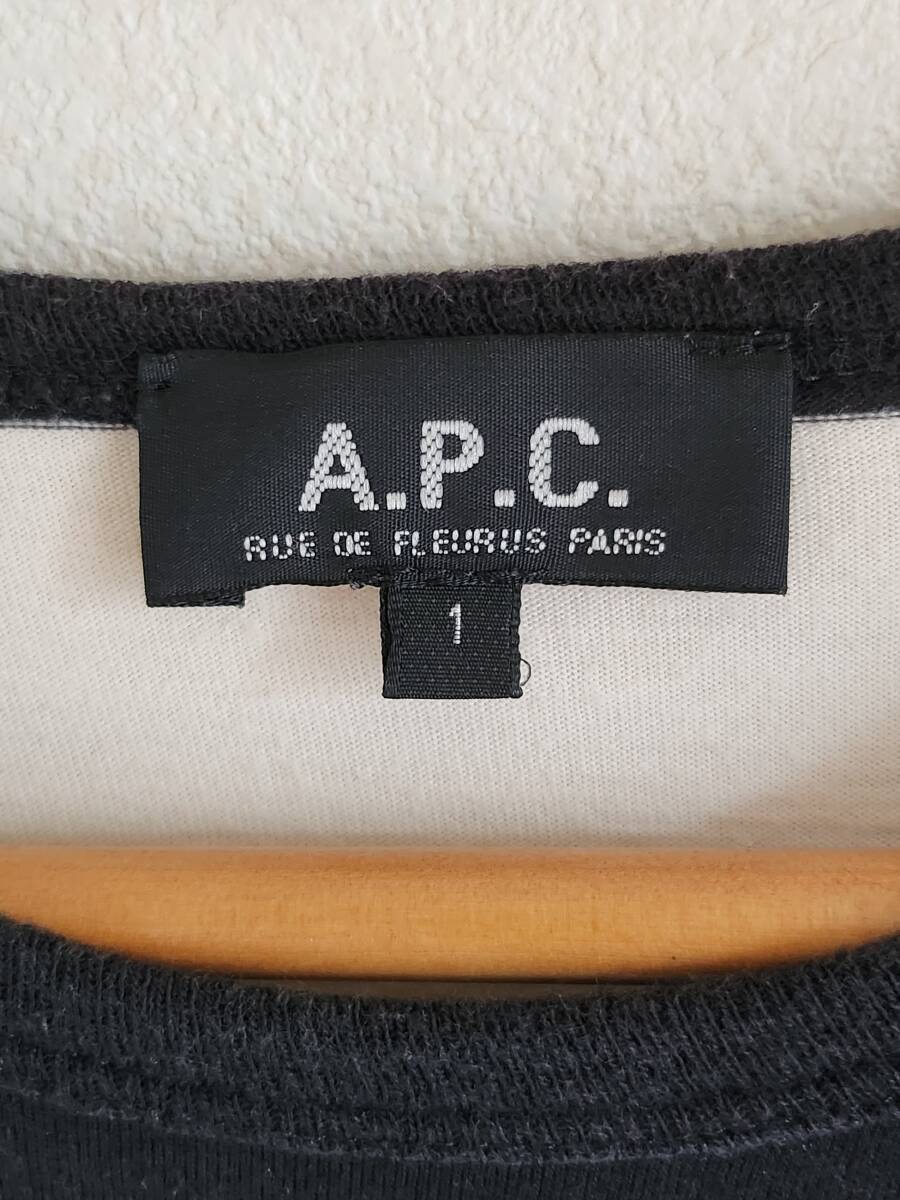 A.P.C.
RUE DE FLEURUS PARIS
1